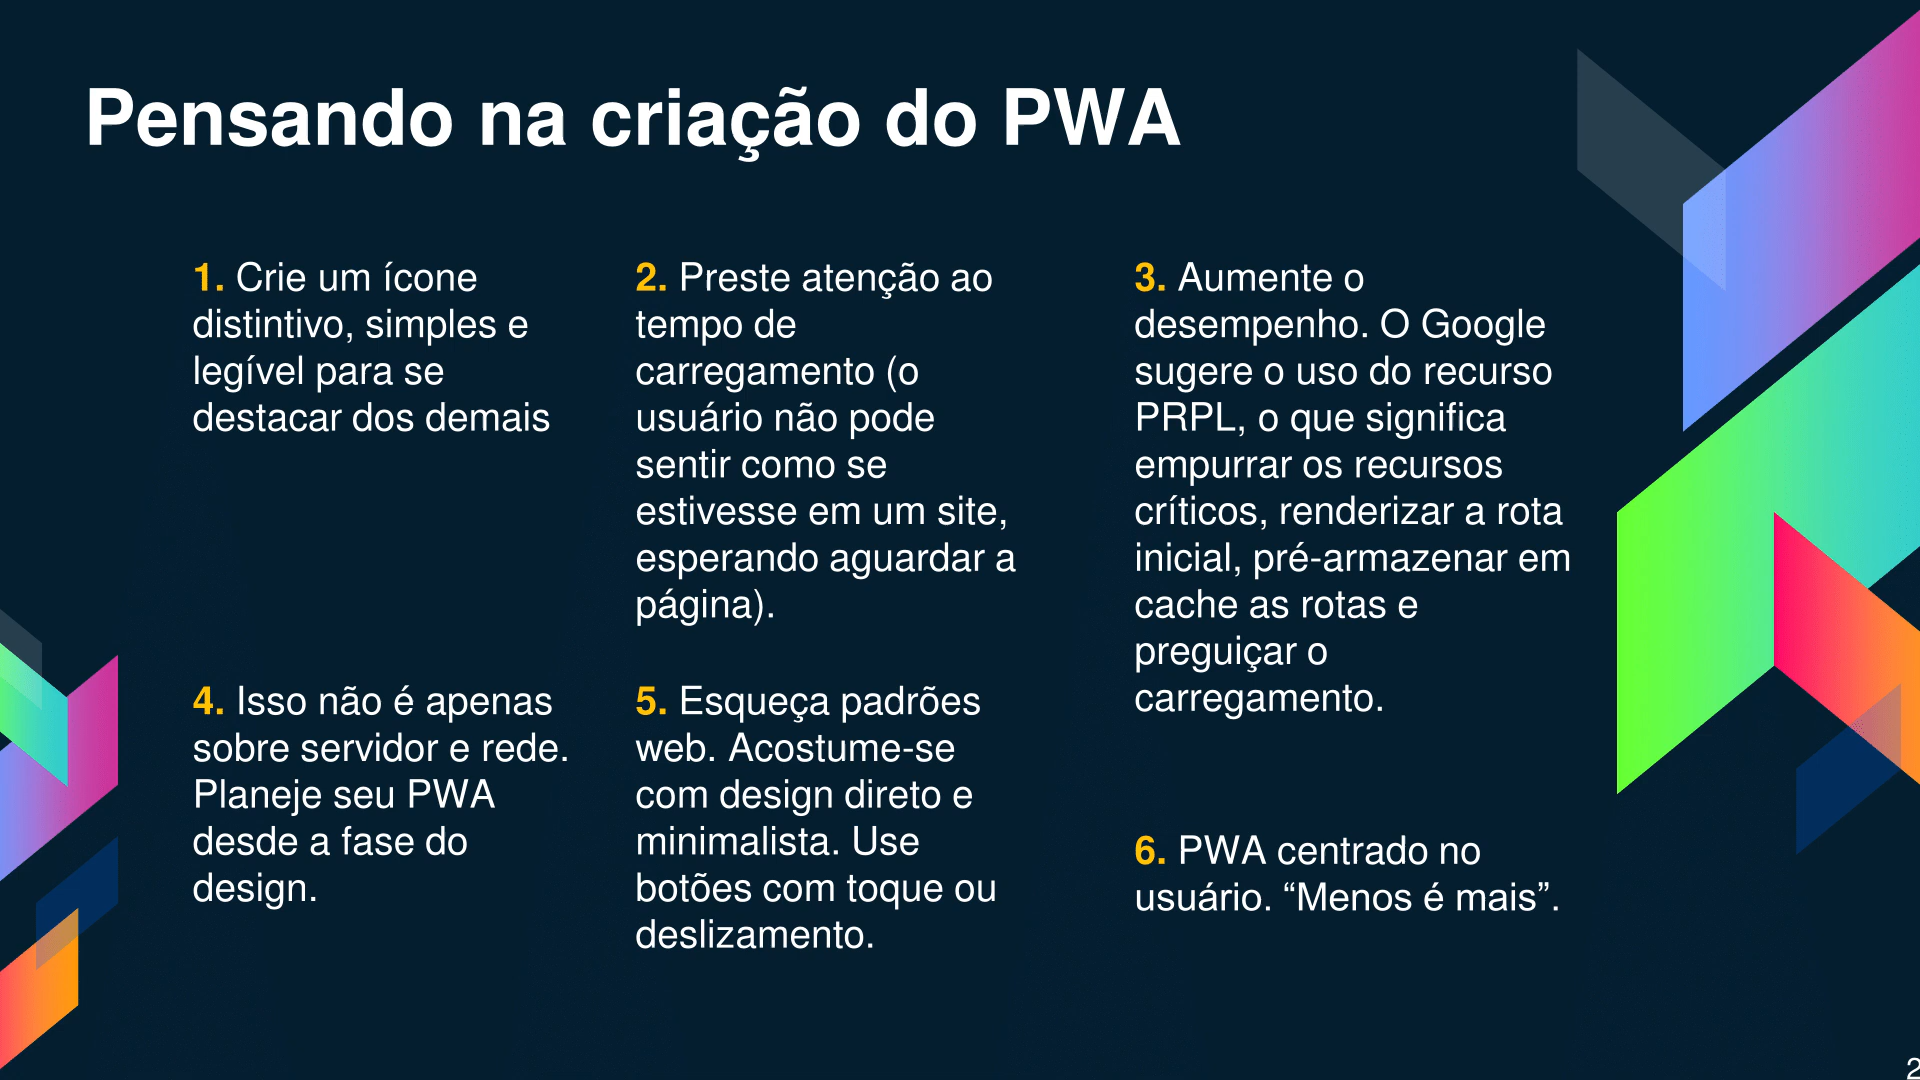 Pensando na criação do PWA
1. Crie um ícone
distintivo, simples e
legível para se
destacar dos demais
2. Preste atenção ao
tempo de
carregamento (o
usuário não pode
sentir como se
estivesse em um site,
esperando aguardar a
página).
3. Aumente o
desempenho. O Google
sugere o uso do recurso
PRPL, o que significa
empurrar os recursos
críticos, renderizar a rota
inicial, pré-armazenar em
cache as rotas e
preguiçar o
carregamento.
4. Isso não é apenas
sobre servidor e rede.
Planeje seu PWA
desde a fase do
design.
5. Esqueça padrões
web. Acostume-se
com design direto e
minimalista. Use
botões com toque ou
deslizamento.
6. PWA centrado no
usuário. “Menos é mais”.